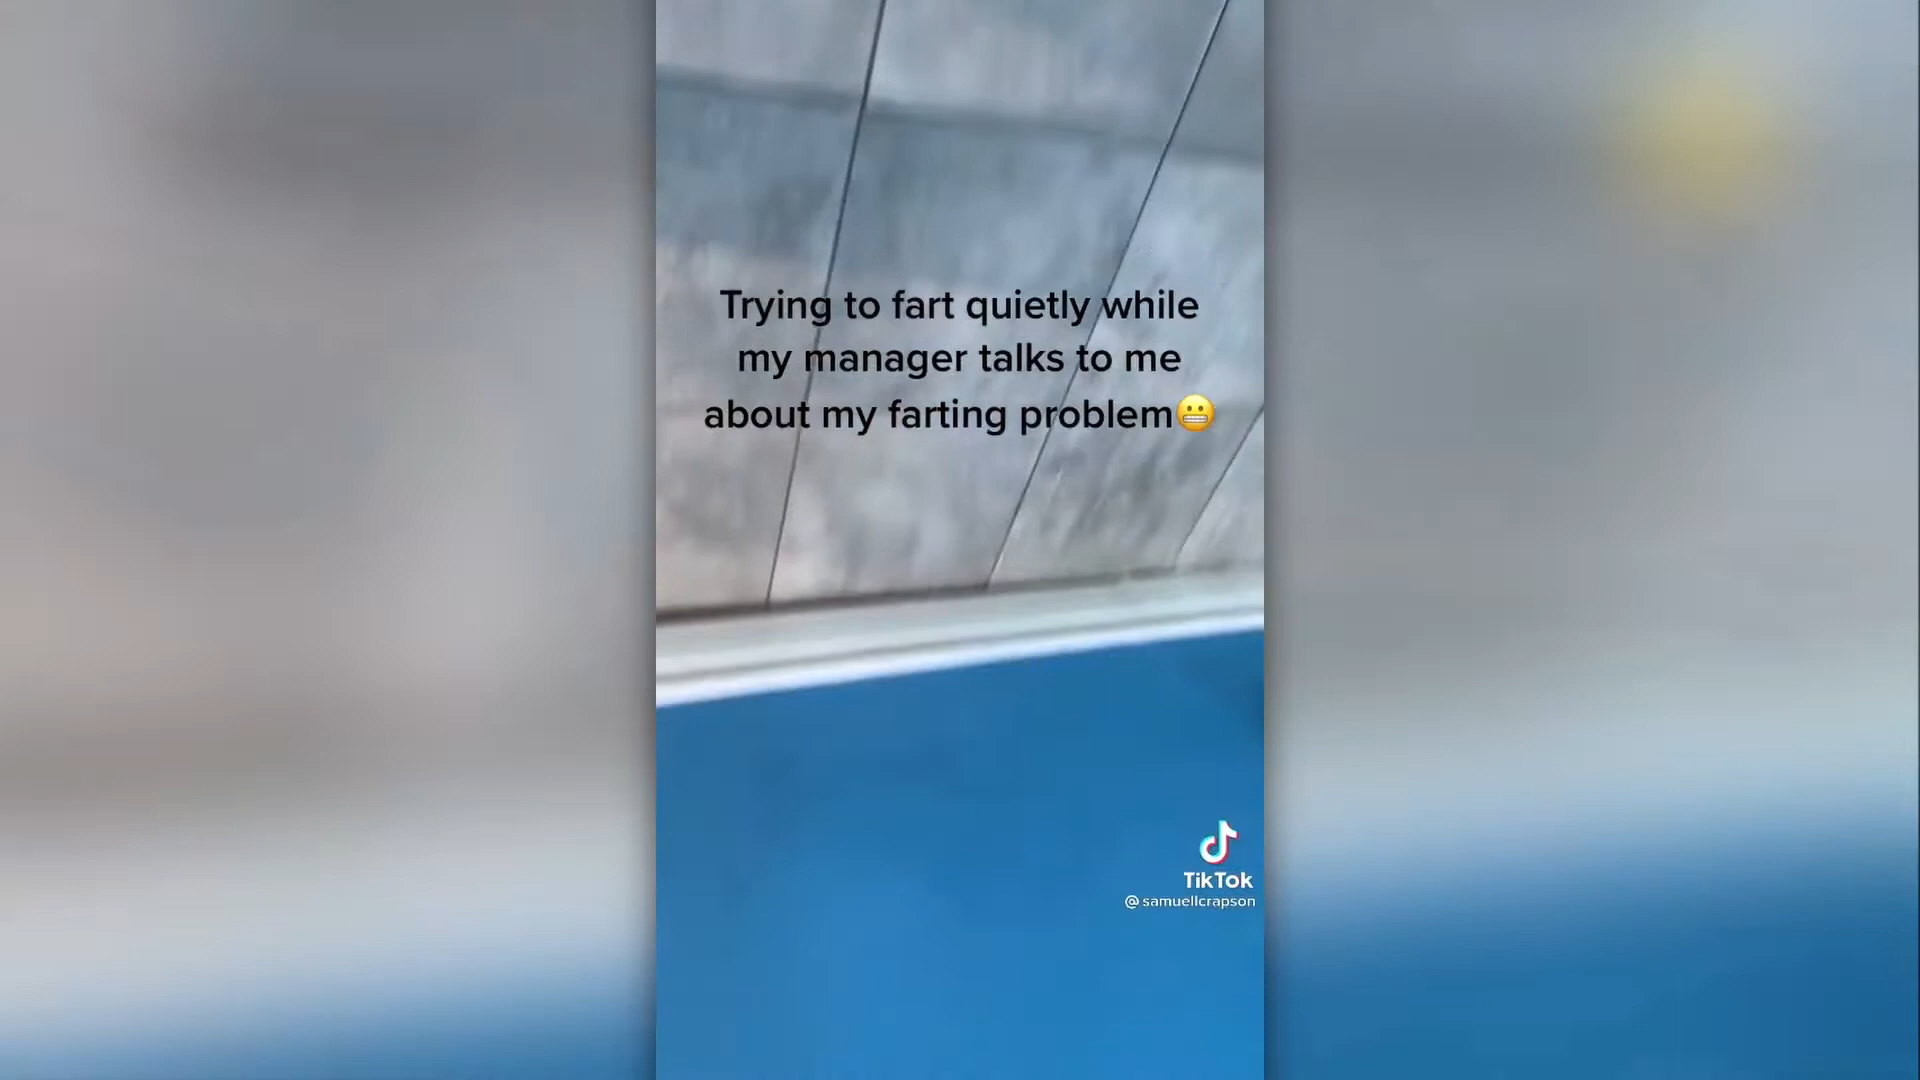 Trying to fart quietly while
my manager talks to me
about my farting problem😬
TikTok
@samuellcrapson